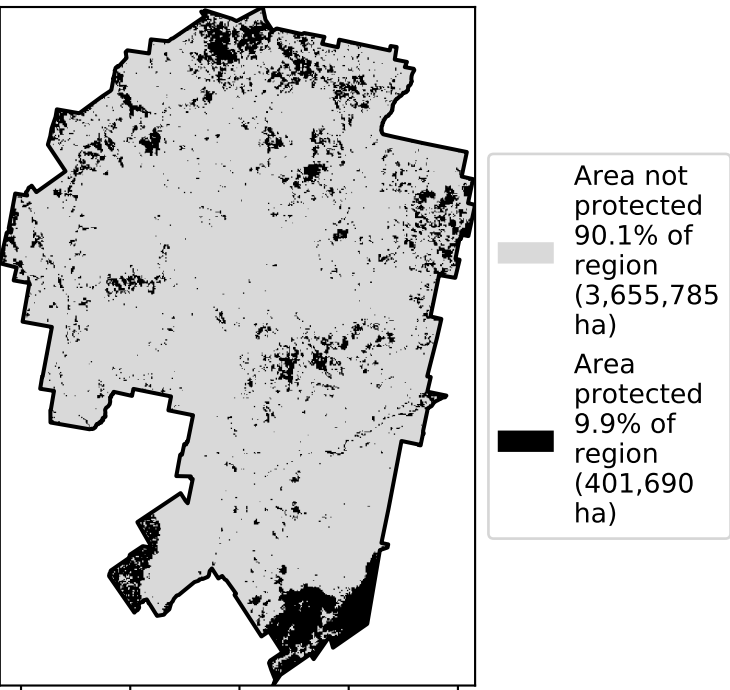 Area not
protected
90.1% of
region
(3,655,785
ha)
Area
protected
9.9% of
region
(401,690
ha)